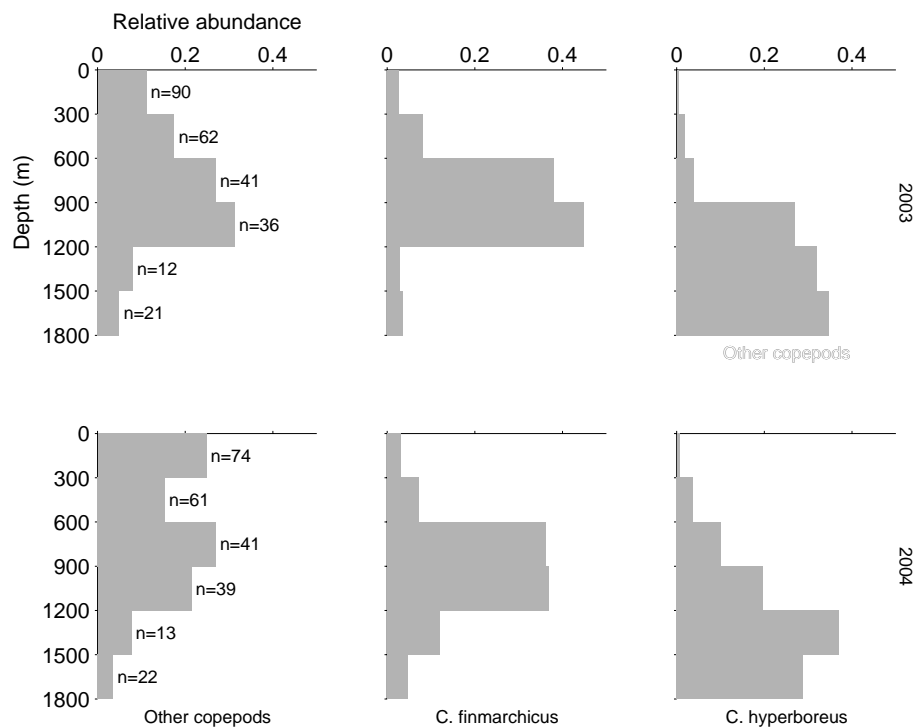 Relative abundance
0 0.2 0.4 0 0.2 0.4 0 0.2 0.4
0
n=90
300
n=62
600
n=41
900
n=36
1200
n=12
1500
n=21
1800
Depth (m)
2003
Other copepods
0
n=74
300
n=61
600
n=41
900
n=39
1200
n=13
1500
n=22
1800
2004
Other copepods C. finmarchicus C. hyperboreus